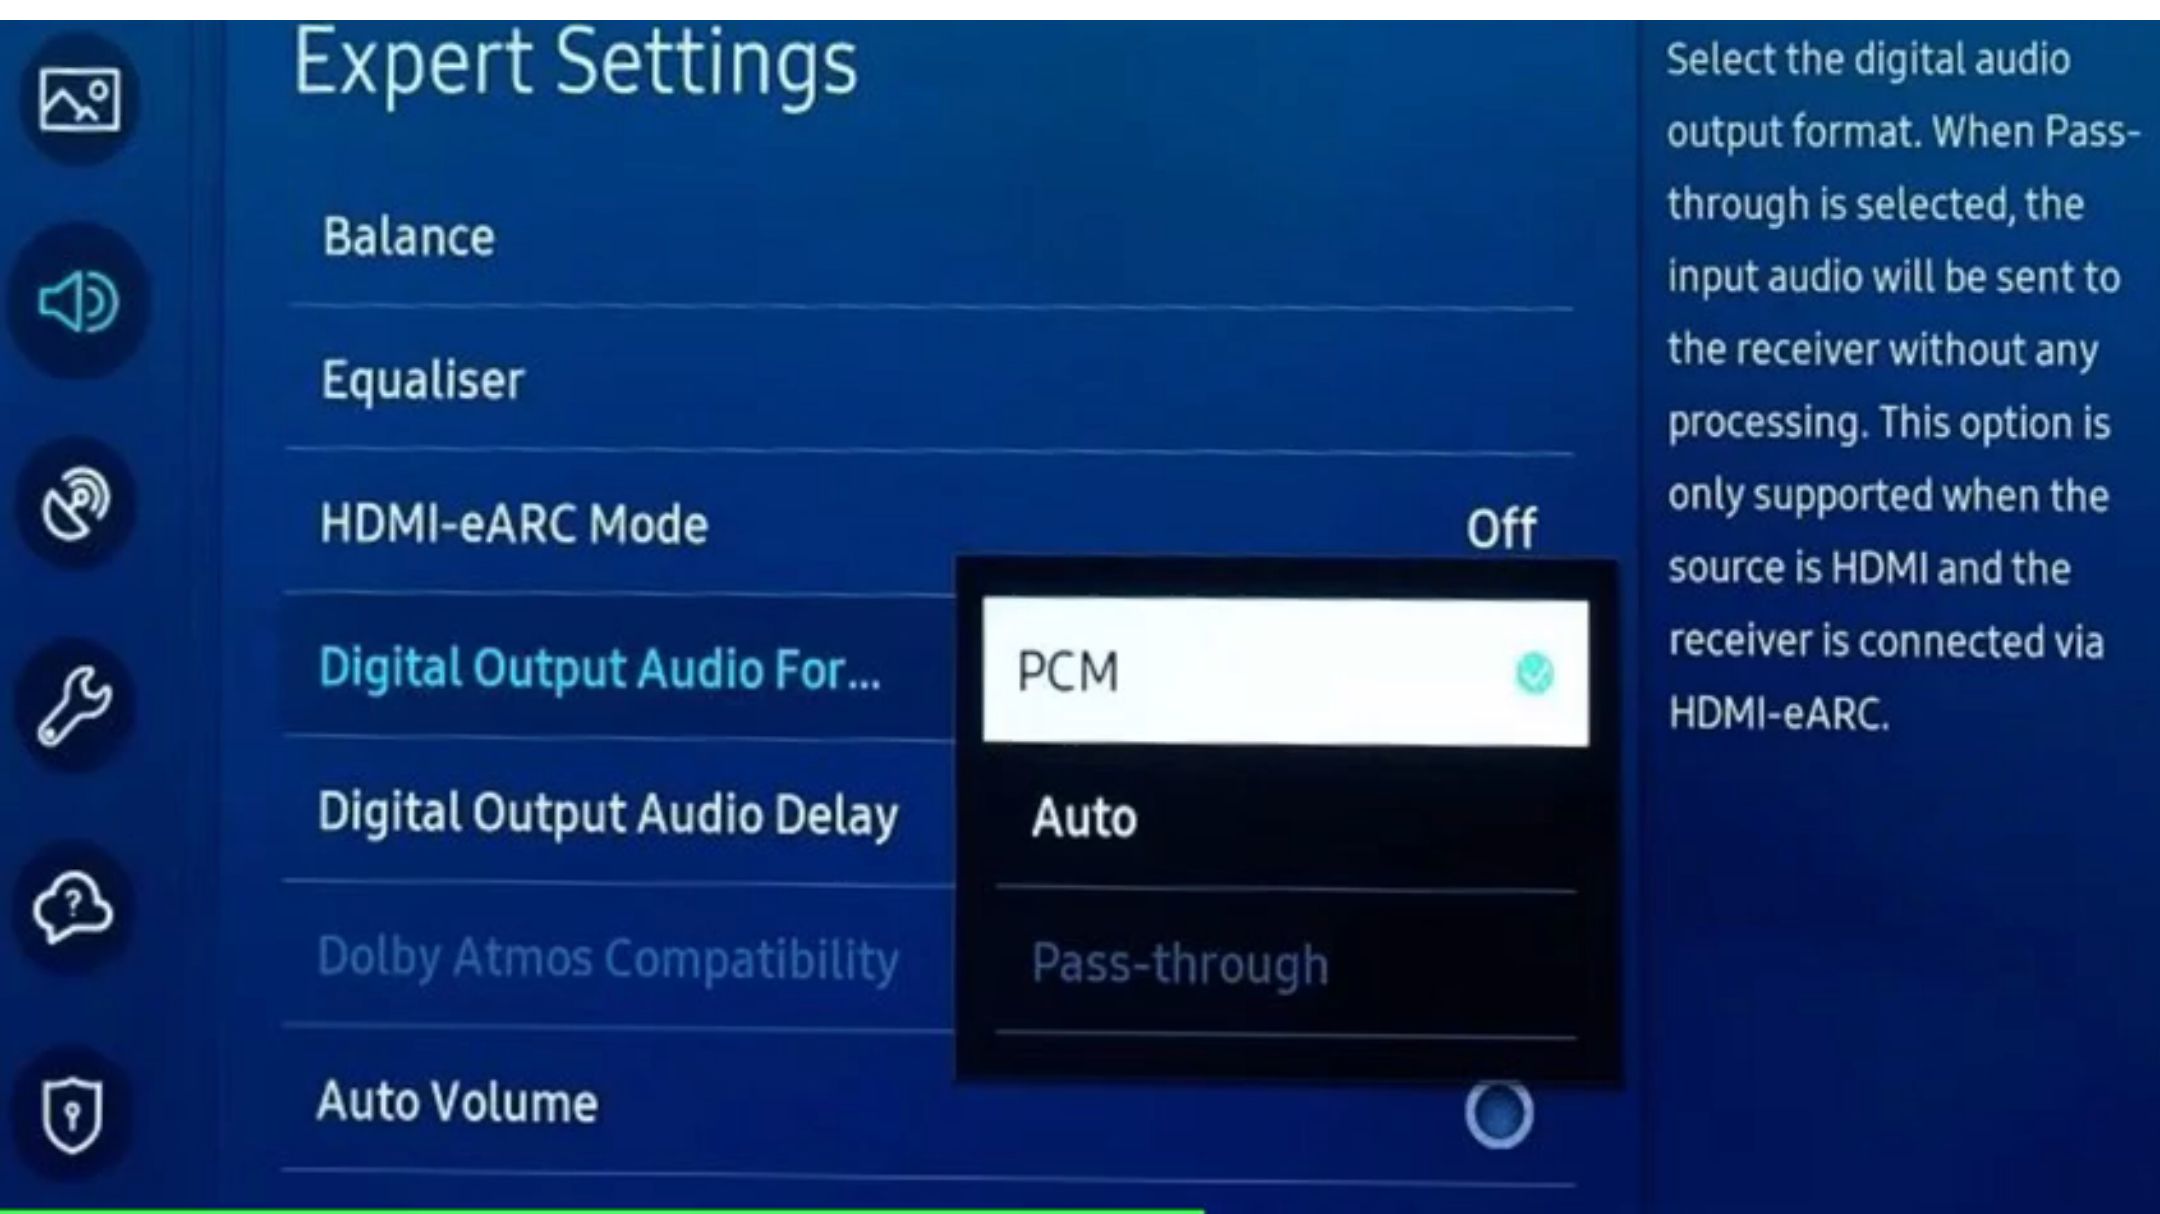 Expert Settings
Balance
Equaliser
HDMI-eARC Mode
Off
Digital Output Audio For...
PCM
Auto
Pass-through
Digital Output Audio Delay
Dolby Atmos Compatibility
Auto Volume
Select the digital audio
output format. When Pass-
through is selected, the
input audio will be sent to
the receiver without any
processing. This option is
only supported when the
source is HDMI and the
receiver is connected via
HDMI-eARC.
?